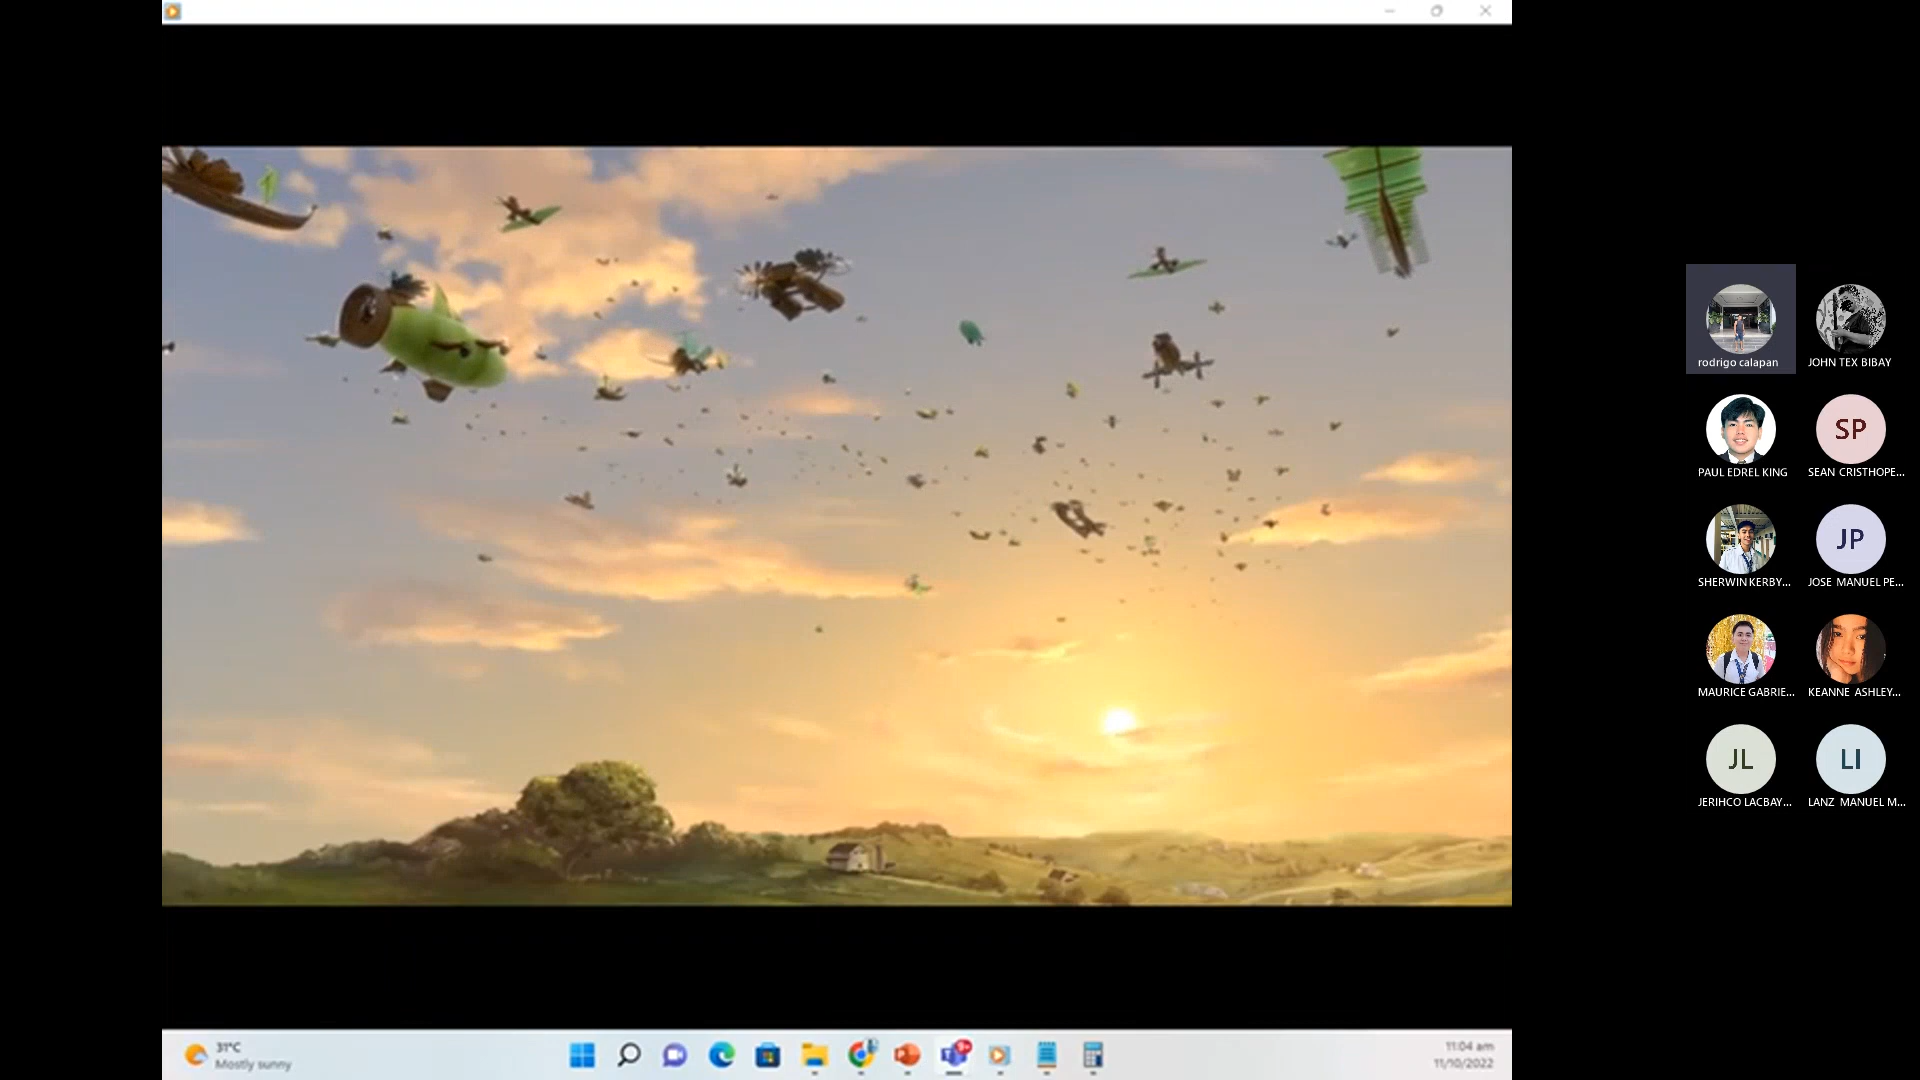 rodrigo calapan
JOHN TEX BIBAY
PAUL EDREL KING
SP
SEAN CRISTHOPE...
SHERWIN KERBY...
JP
JOSE MANUEL PE...
MAURICE GABRIE...
KEANNE ASHLEY...
JL
JERIHCO LACBAY...
LI
LANZ MANUEL M...
31°C
Mostly sunny
9+
11:04 am
11/10/2022